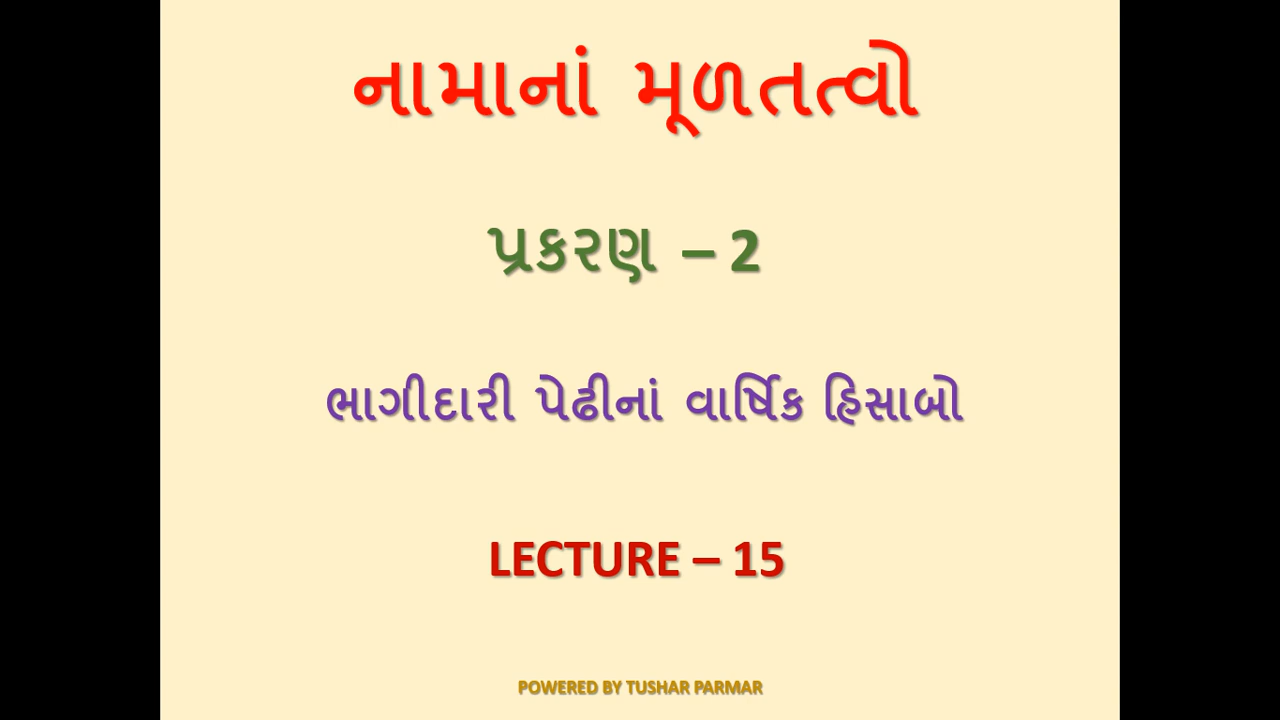 નામાનાં મૂળતત્વો
પ્રકરણ – 2
ભાગીદારી પેઢીનાં વાર્ષિક હિસાબો
LECTURE – 15
POWERED BY TUSHAR PARMAR